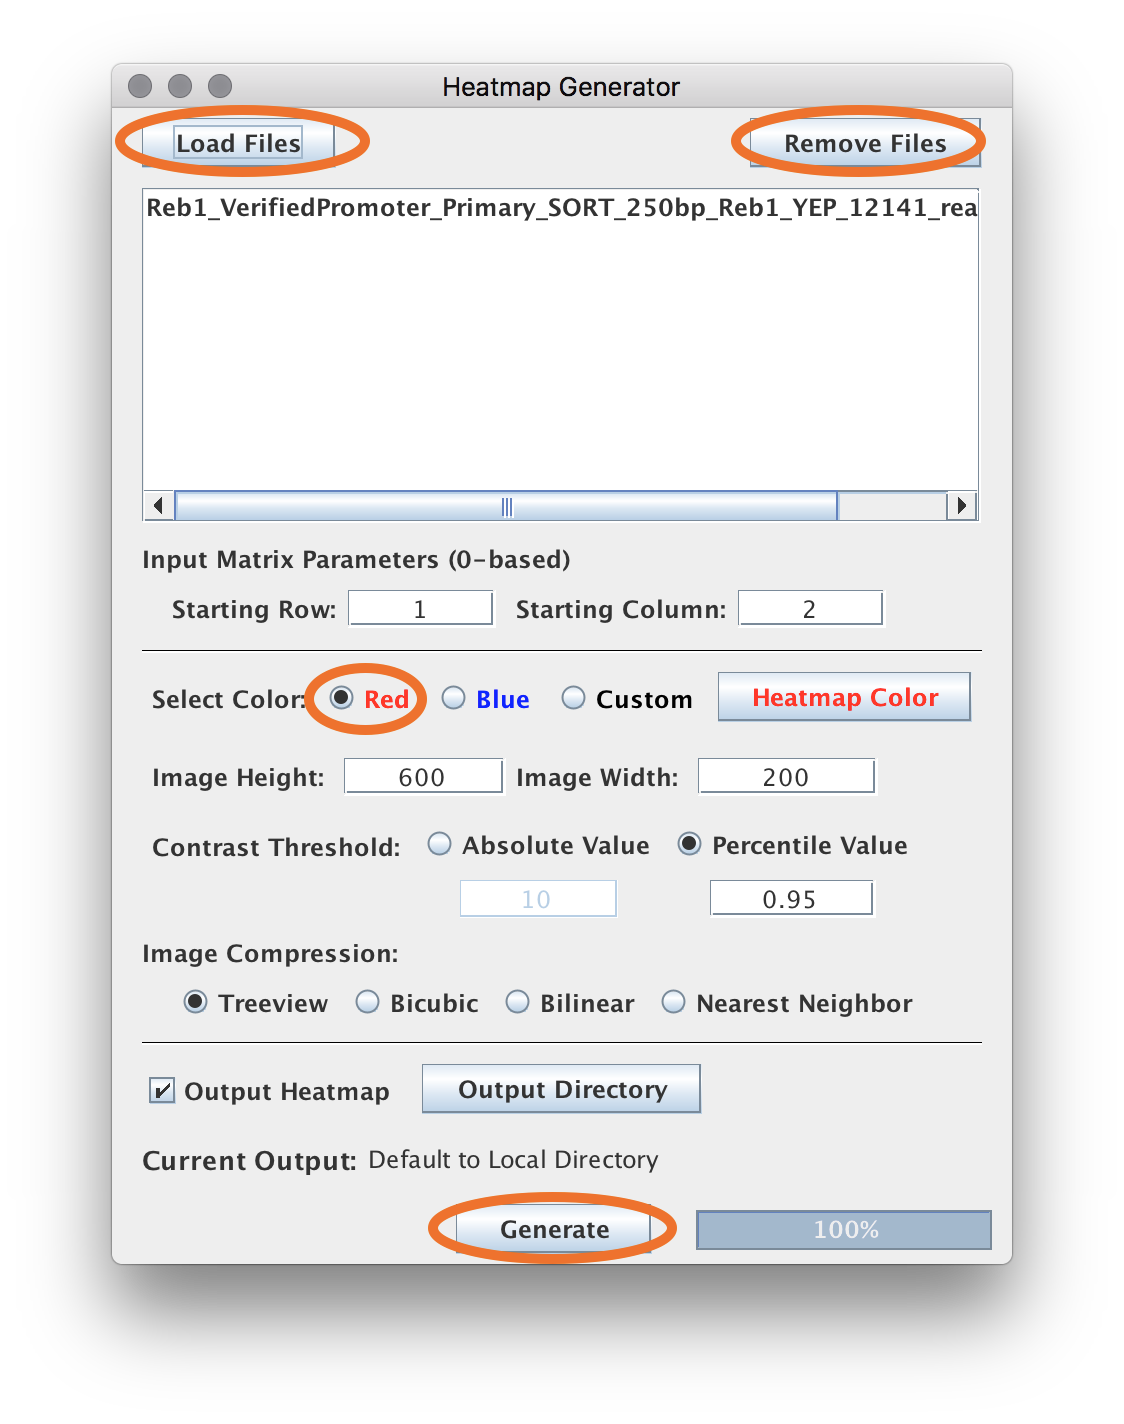 Heatmap Generator
Load Files Remove Files
Reb1_VerifiedPromoter_Primary_SORT_250bp_Reb1_YEP_12141_rea
Input Matrix Parameters (0-based)
Starting Row: 1 Starting Column: 2
Select Color: Red Blue Custom Heatmap Color
Image Height: 600 Image Width: 200
Contrast Threshold: Absolute Value Percentile Value
10 0.95
Image Compression:
Treeview Bicubic Bilinear Nearest Neighbor
Output Heatmap Output Directory
Current Output: Default to Local Directory
Generate 100%